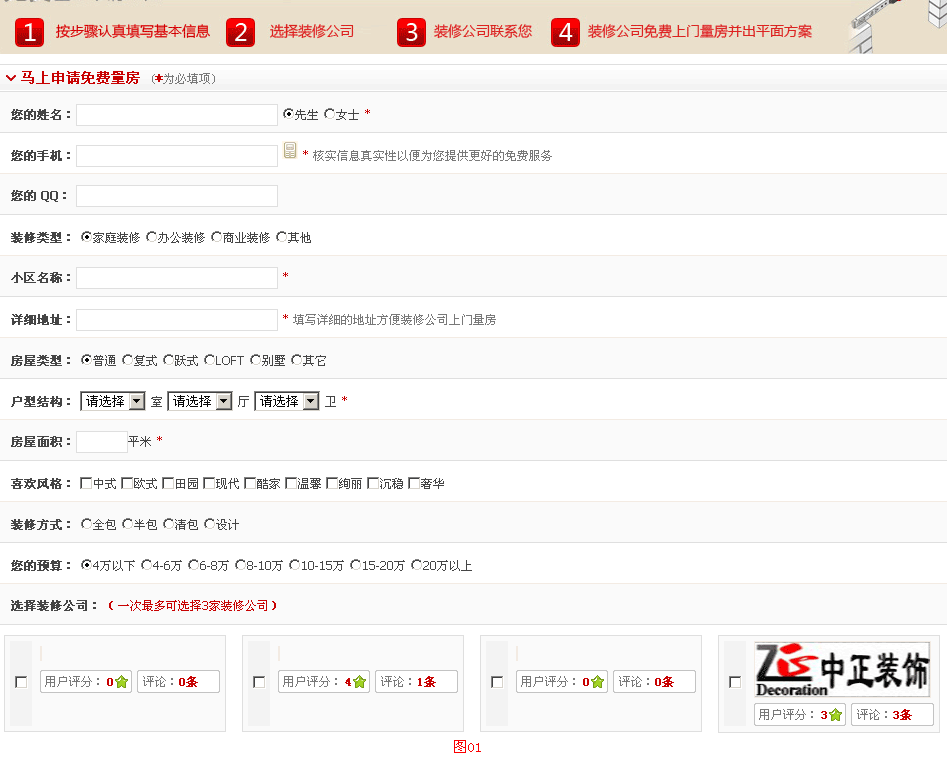 1 按步骤认真填写基本信息 2 选择装修公司 3 装修公司联系您 4 装修公司免费上门量房并出平面方案
马上申请免费量房 (*为必填项)
您的姓名： 先生 女士 *
您的手机： * 核实信息真实性以便为您提供更好的免费服务
您的 QQ：
装修类型： 家庭装修 办公装修 商业装修 其他
小区名称： *
详细地址： * 填写详细的地址方便装修公司上门量房
房屋类型： 普通 复式 跃式 LOFT 别墅 其它
户型结构： 请选择 室 请选择 厅 请选择 卫 *
房屋面积： 平米 *
喜欢风格： 中式 欧式 田园 现代 酷家 温馨 绚丽 沉稳 奢华
装修方式： 全包 半包 清包 设计
您的预算： 4万以下 4-6万 6-8万 8-10万 10-15万 15-20万 20万以上
选择装修公司：（一次最多可选择3家装修公司）
中正装饰
Decoration
用户评分：0 评论：0条 用户评分：4 评论：1条 用户评分：0 评论：0条 用户评分：3 评论：3条
图01